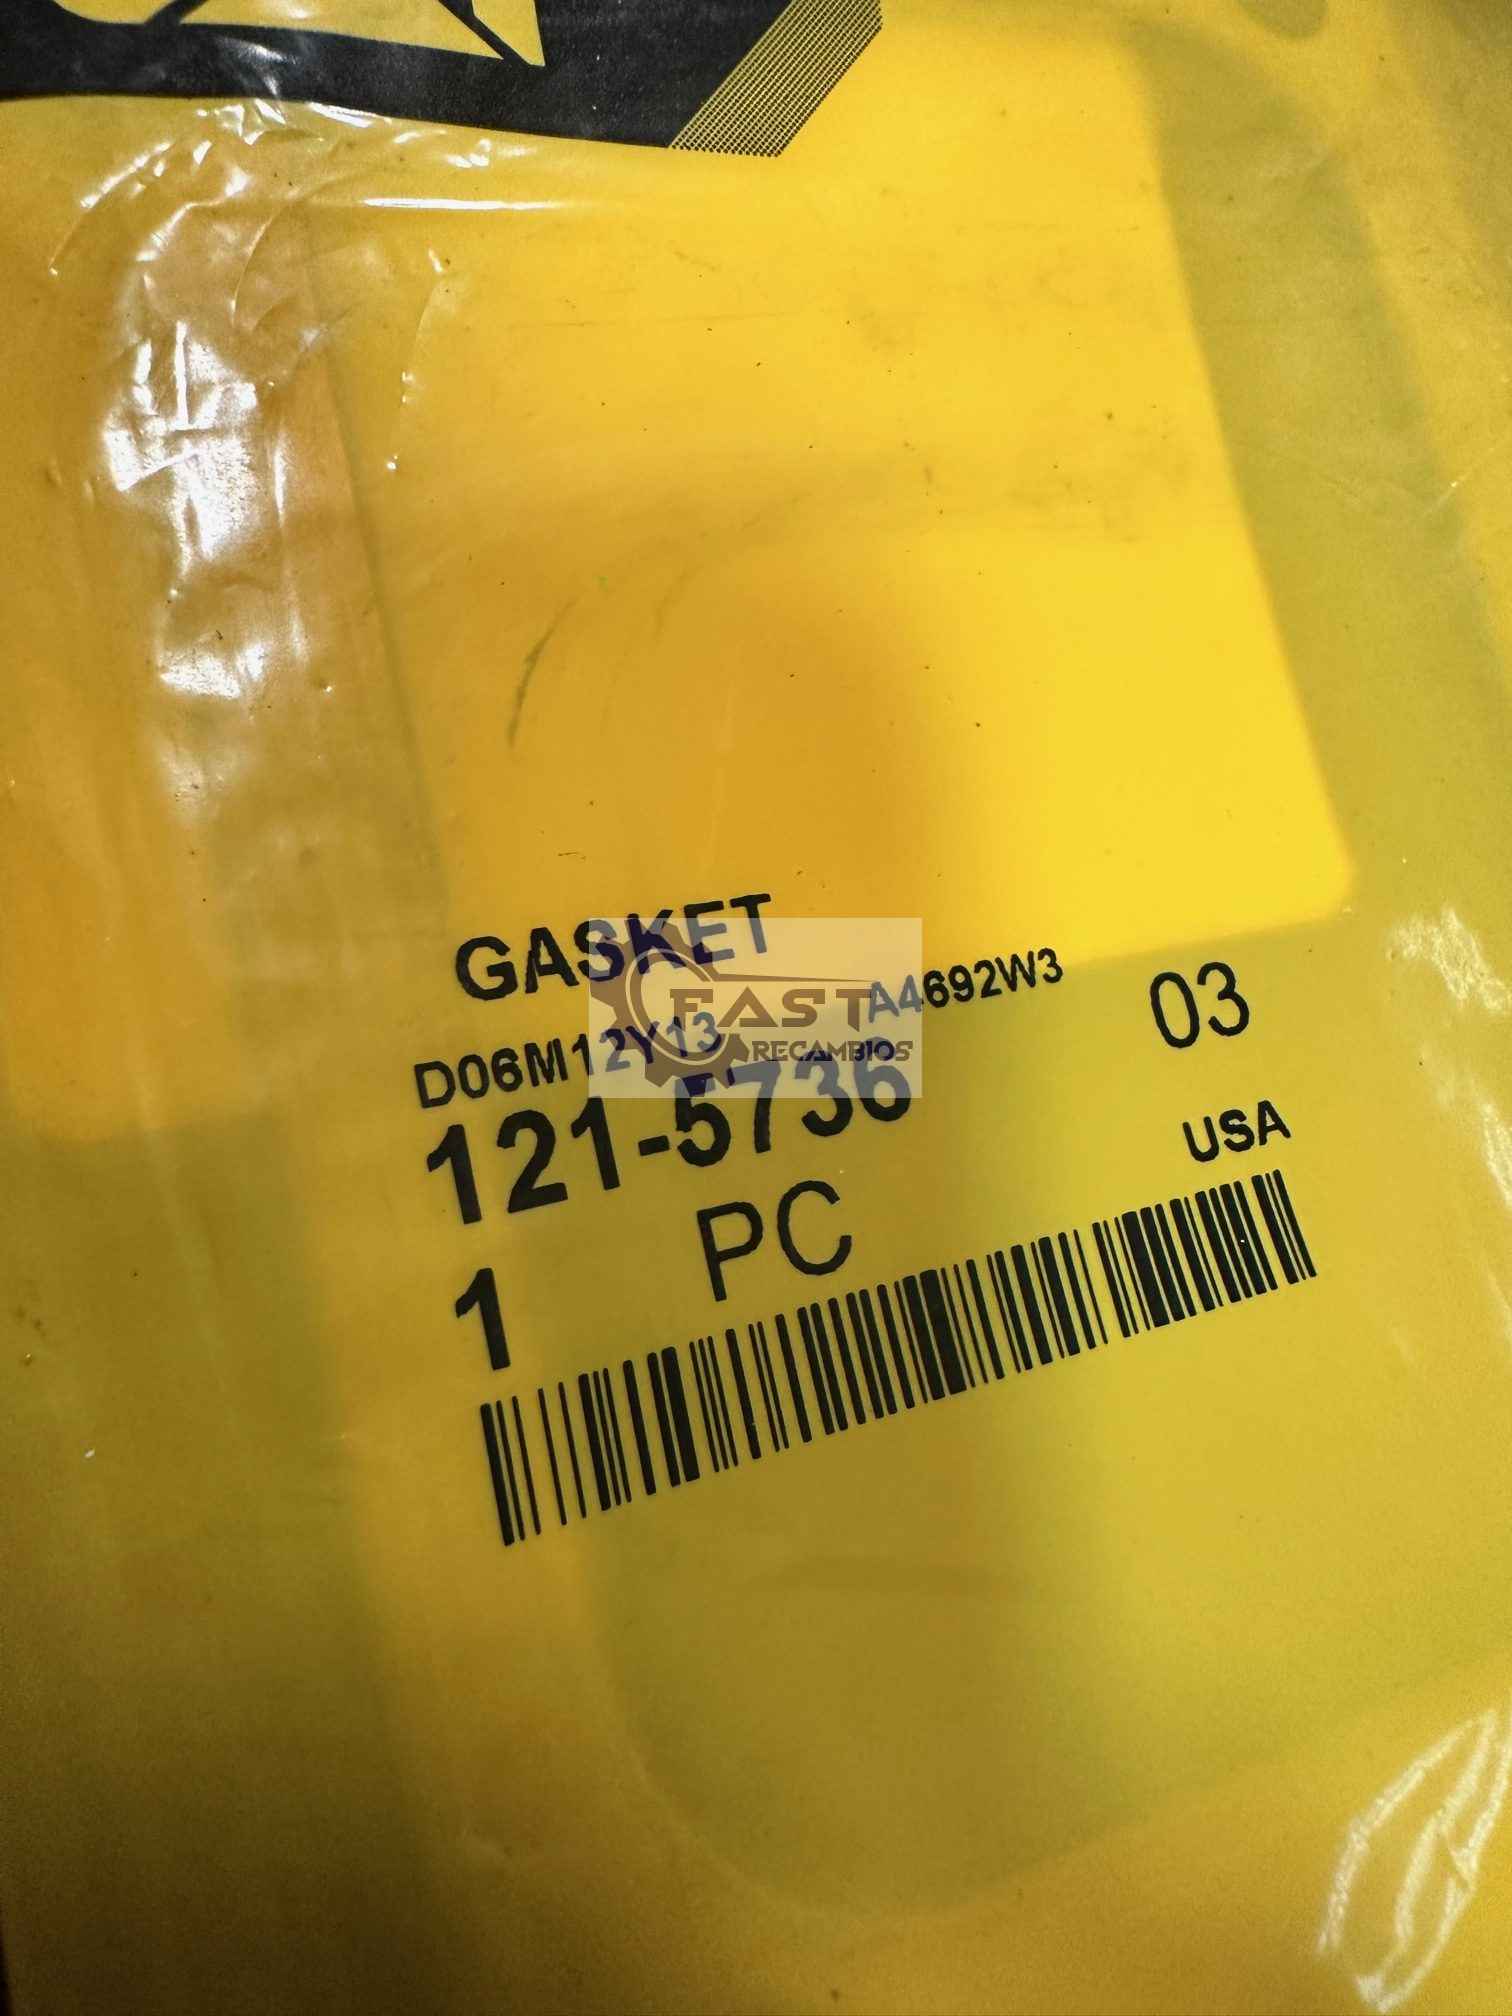 GASKET
D06M12Y13 A4692W3 03
121-5736 USA
1 PC
FAST
RECAMBIOS